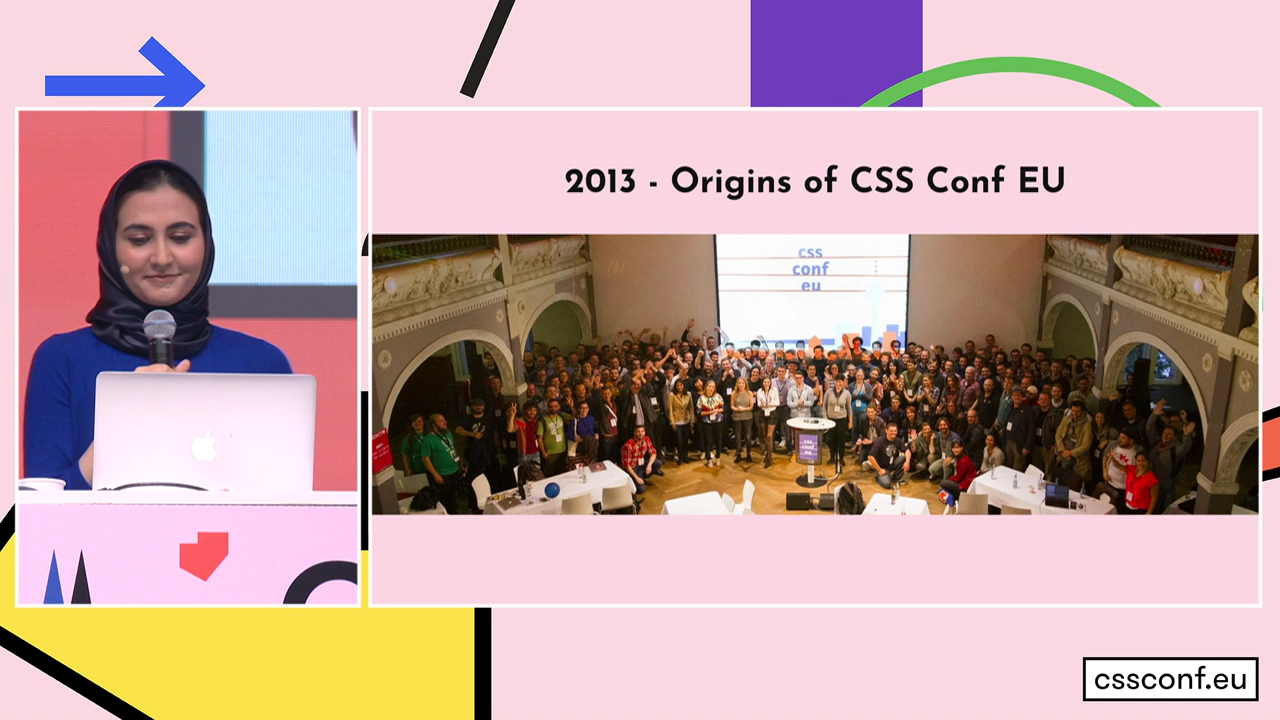 2013 - Origins of CSS Conf EU
css
conf
eu
cssconf.eu